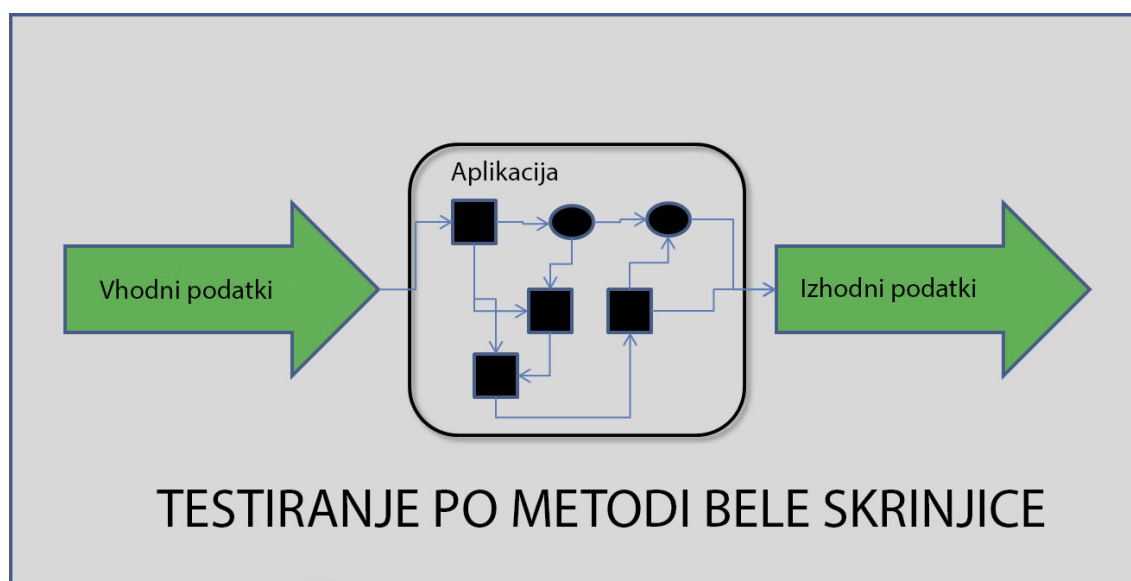 Aplikacija
Vhodni podatki
Izhodni podatki
TESTIRANJE PO METODI BELE SKRINJICE